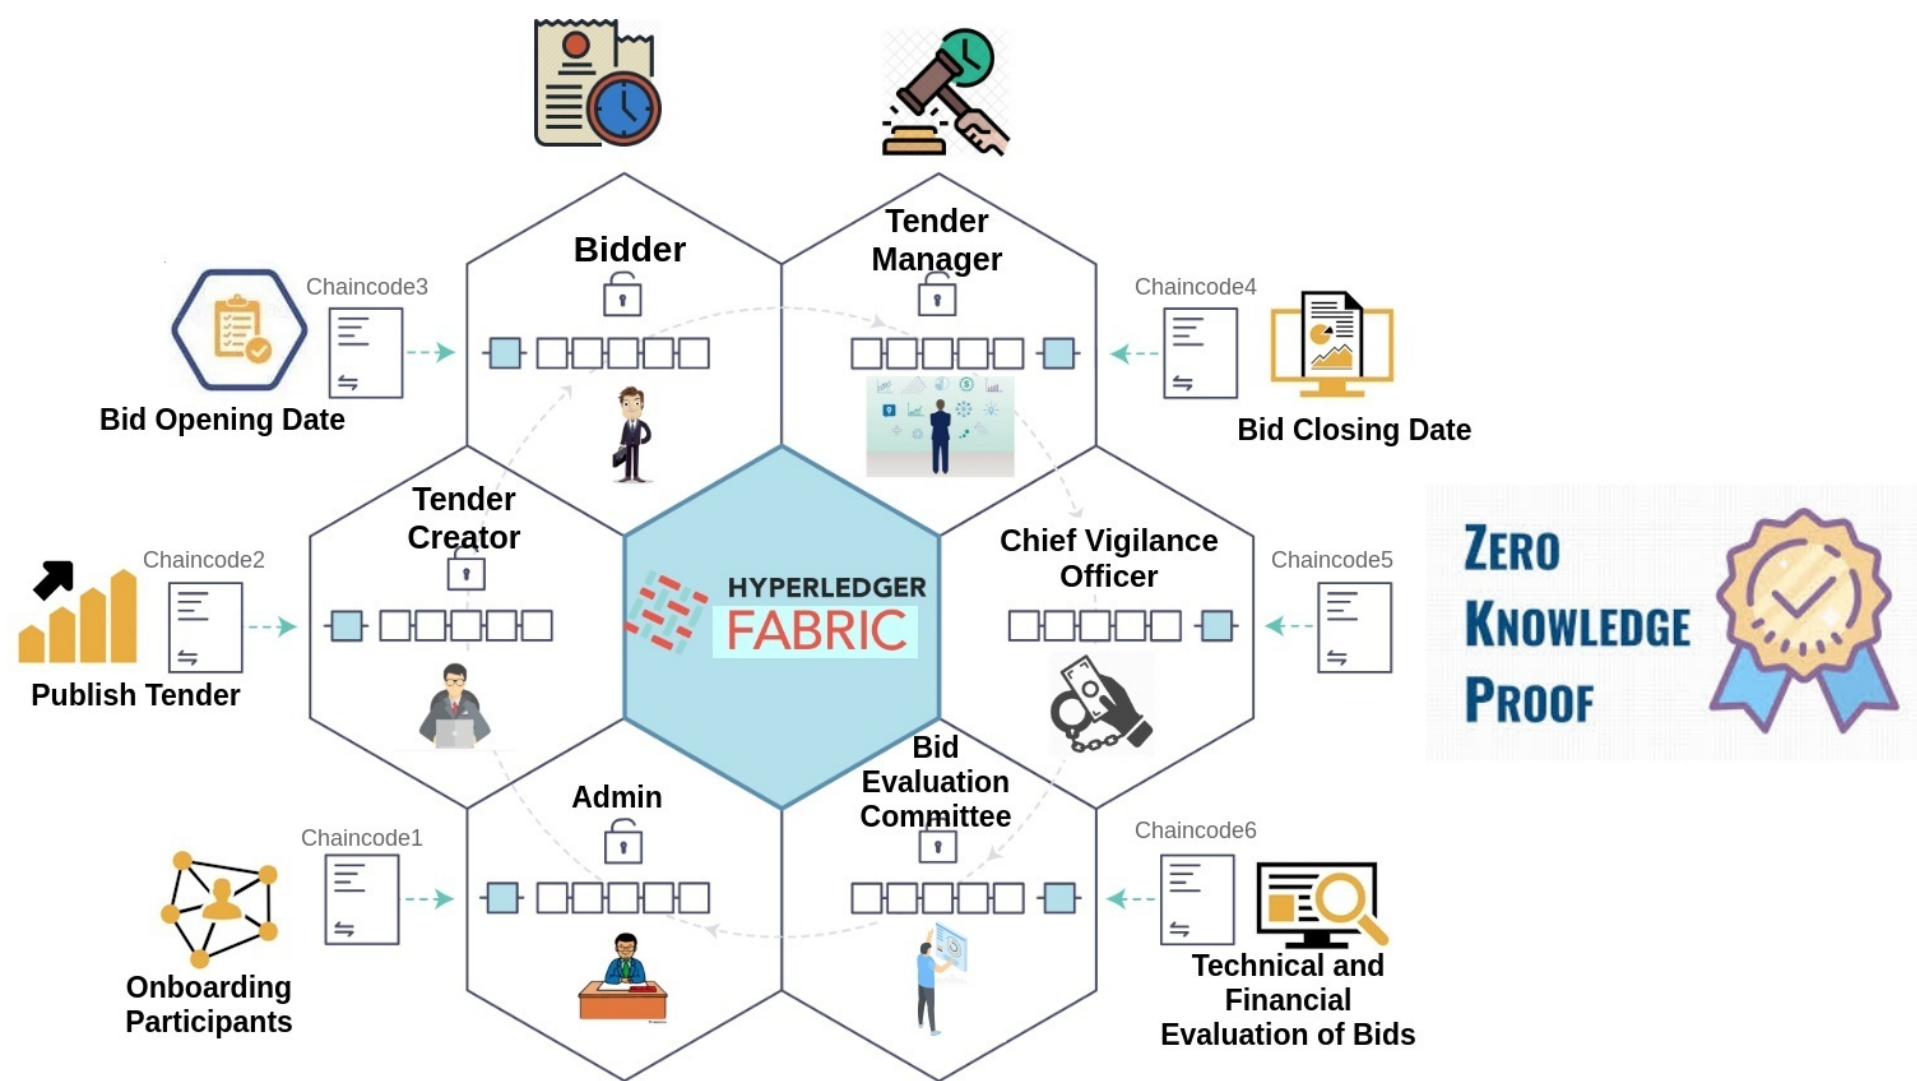 Bidder
Tender
Manager
Chaincode3
Bid Opening Date
Chaincode4
Bid Closing Date
Tender
Creator
Chaincode2
Publish Tender
HYPERLEDGER
FABRIC
Chief Vigilance
Officer
Chaincode5
ZERO
KNOWLEDGE
PROOF
Admin
Chaincode1
Onboarding
Participants
Bid
Evaluation
Committee
Chaincode6
Technical and
Financial
Evaluation of Bids